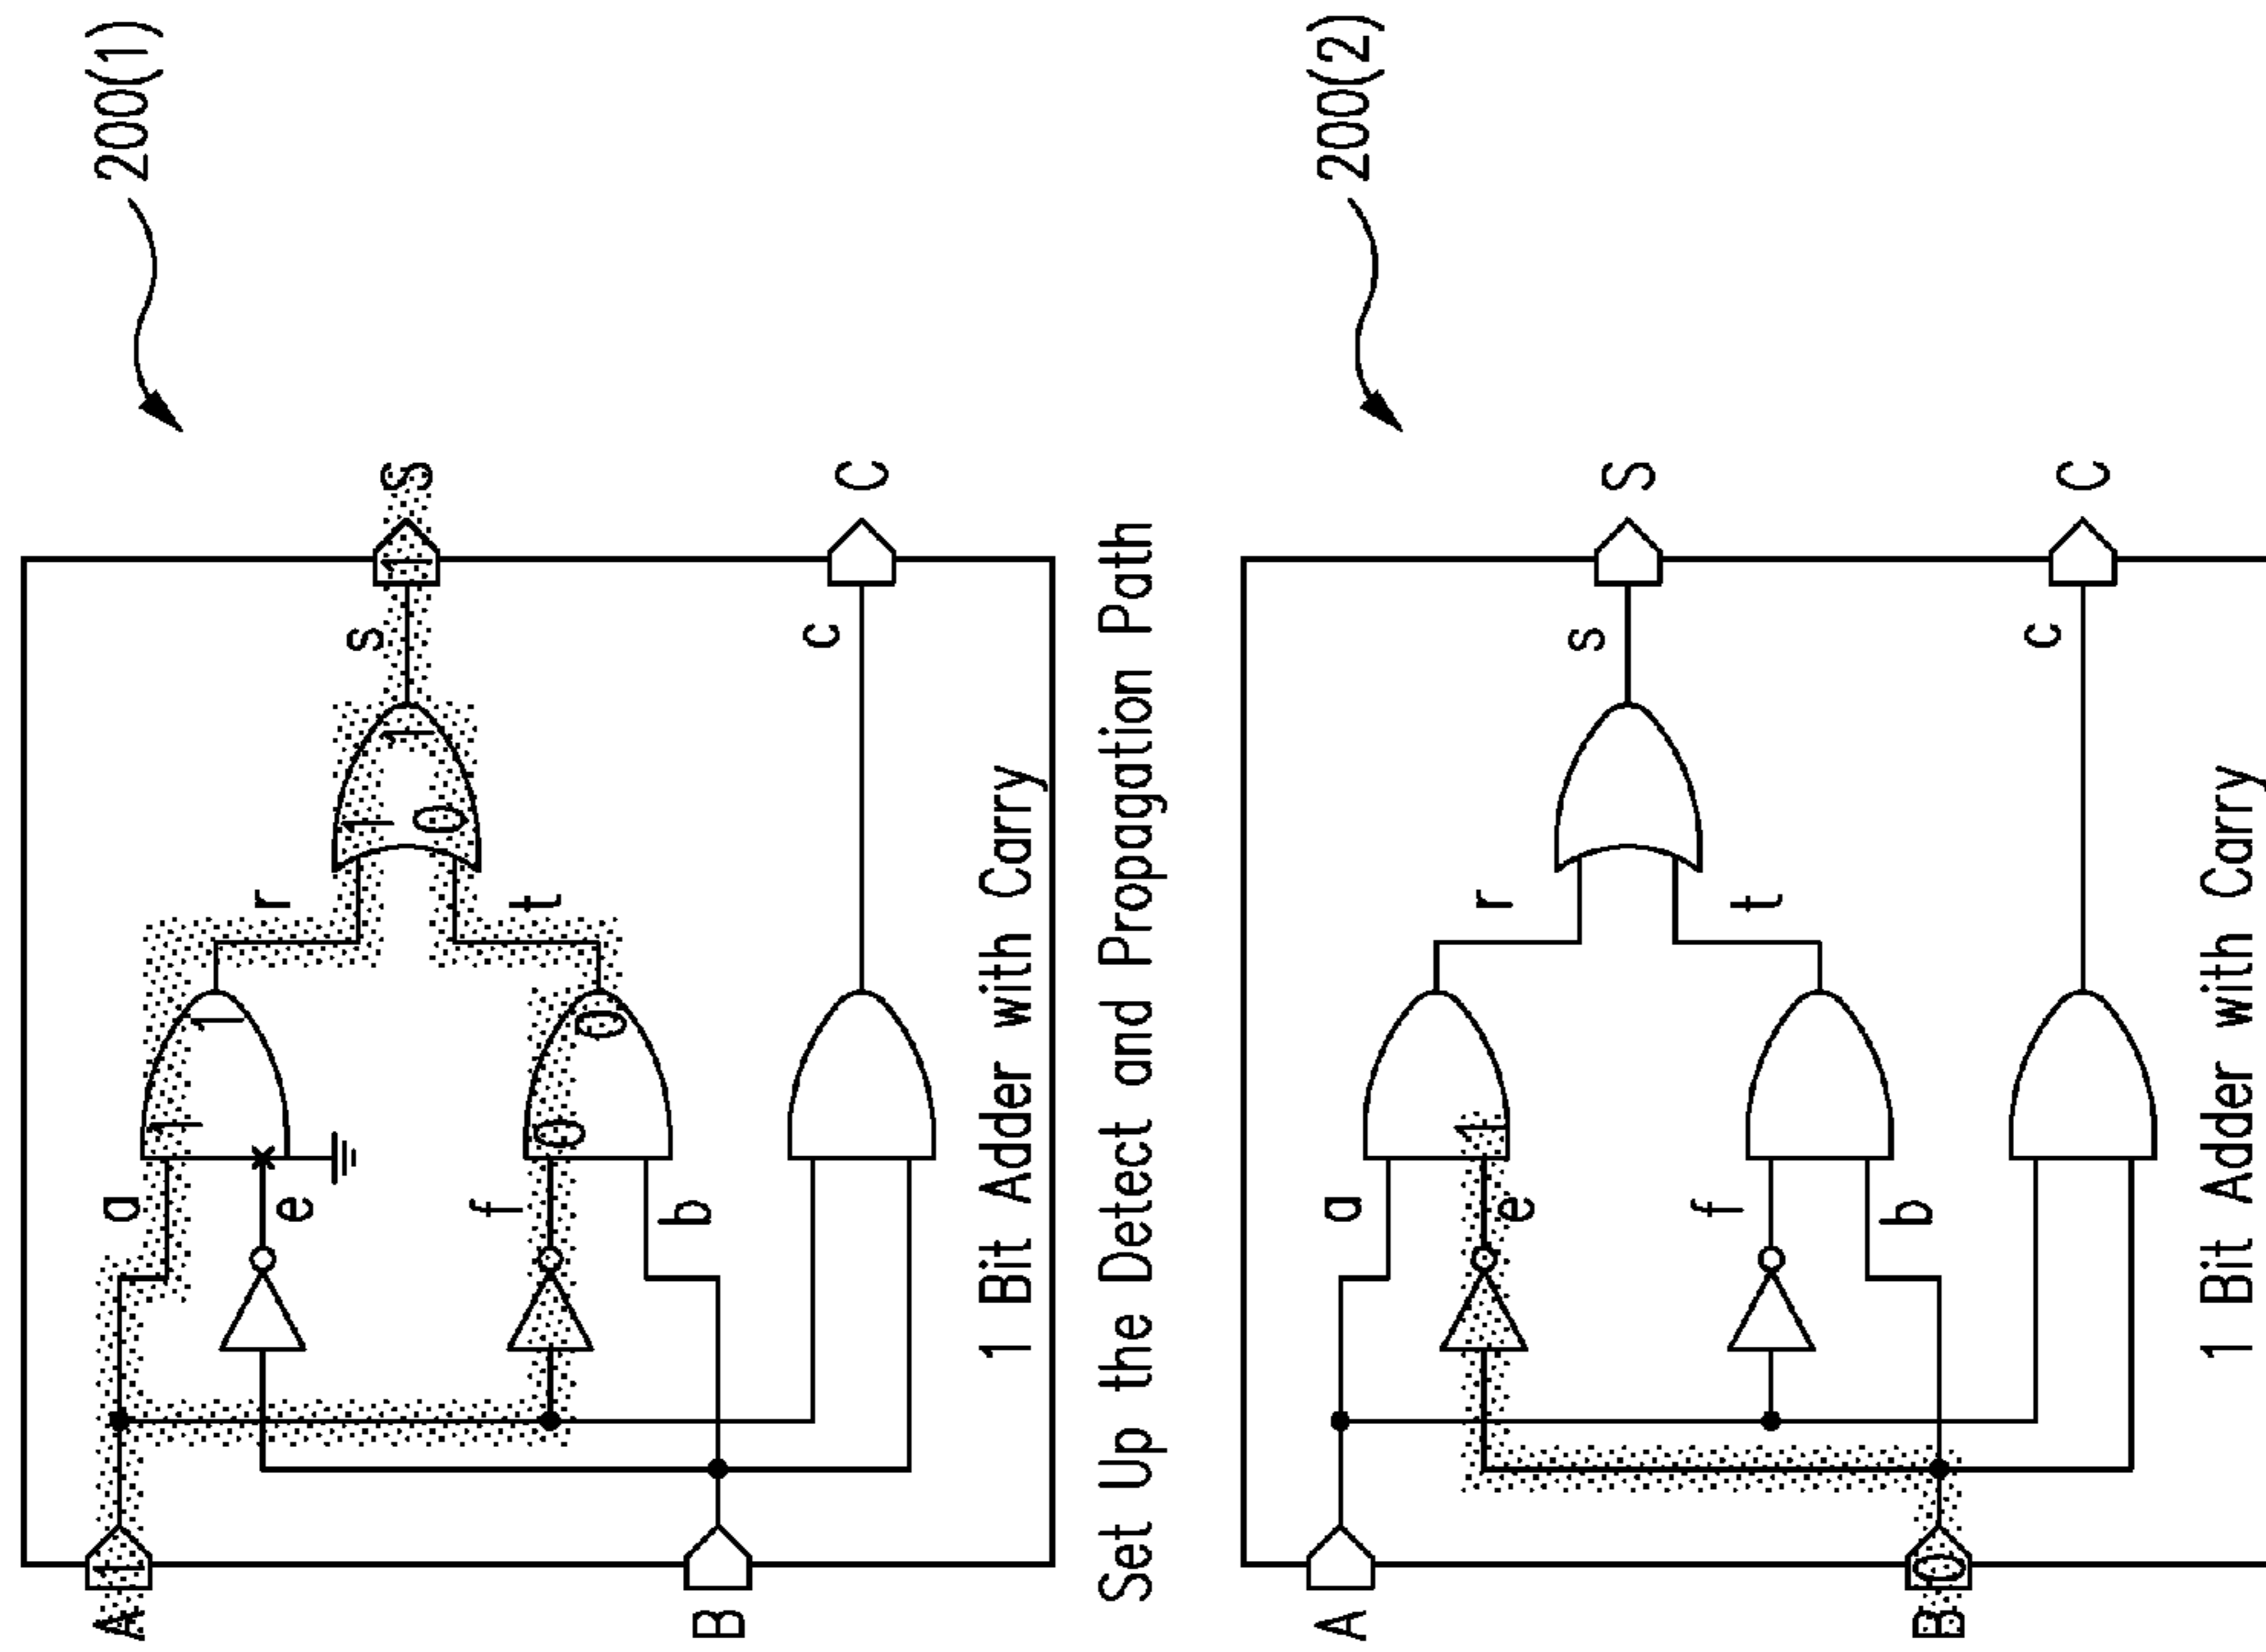 200(1)
A
1
a
1
1
r
1
1
s
1
S
e
0
f
0
0
t
B
b
c
C
1 Bit Adder with Carry
Set Up the Detect and Propagation Path
200(2)
A
a
r
s
S
1
e
f
t
B
0
b
c
C
1 Bit Adder with Carry